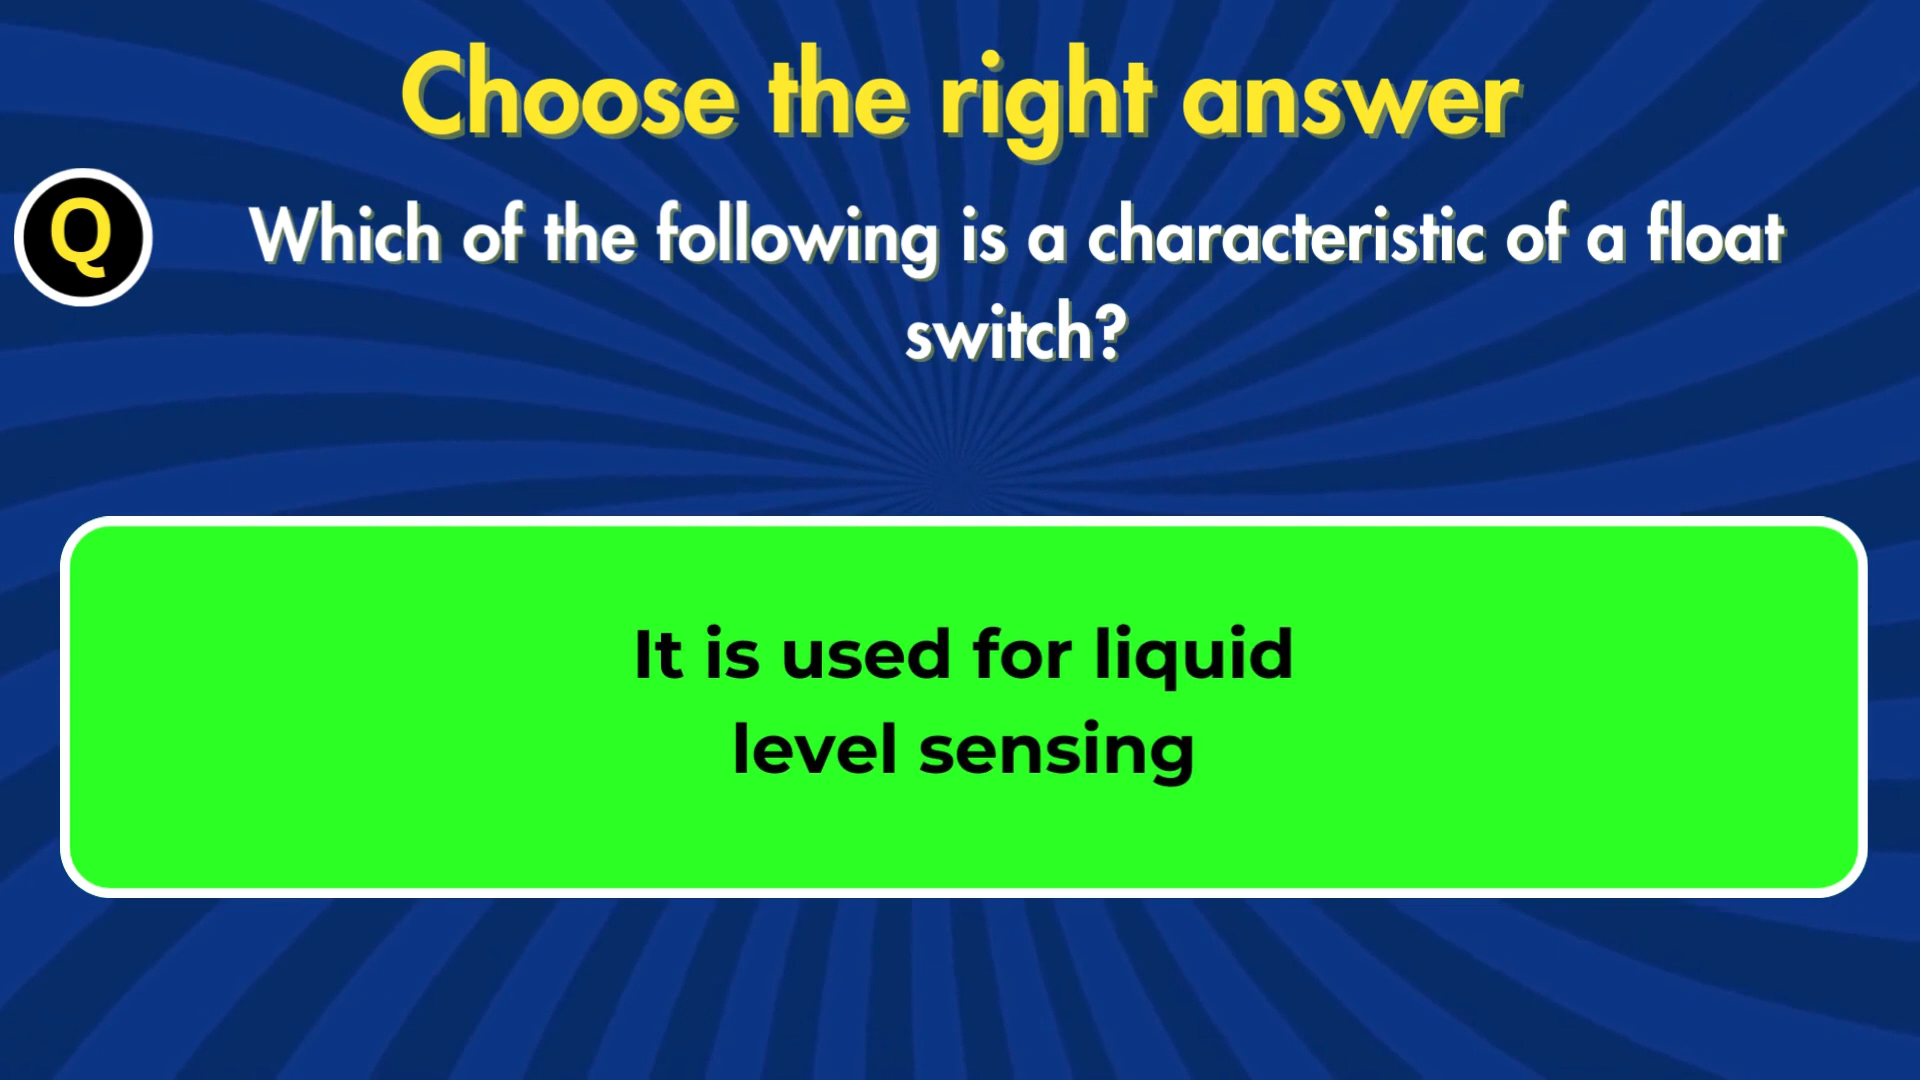 Choose the right answer
Q
Which of the following is a characteristic of a float
switch?
It is used for liquid
level sensing